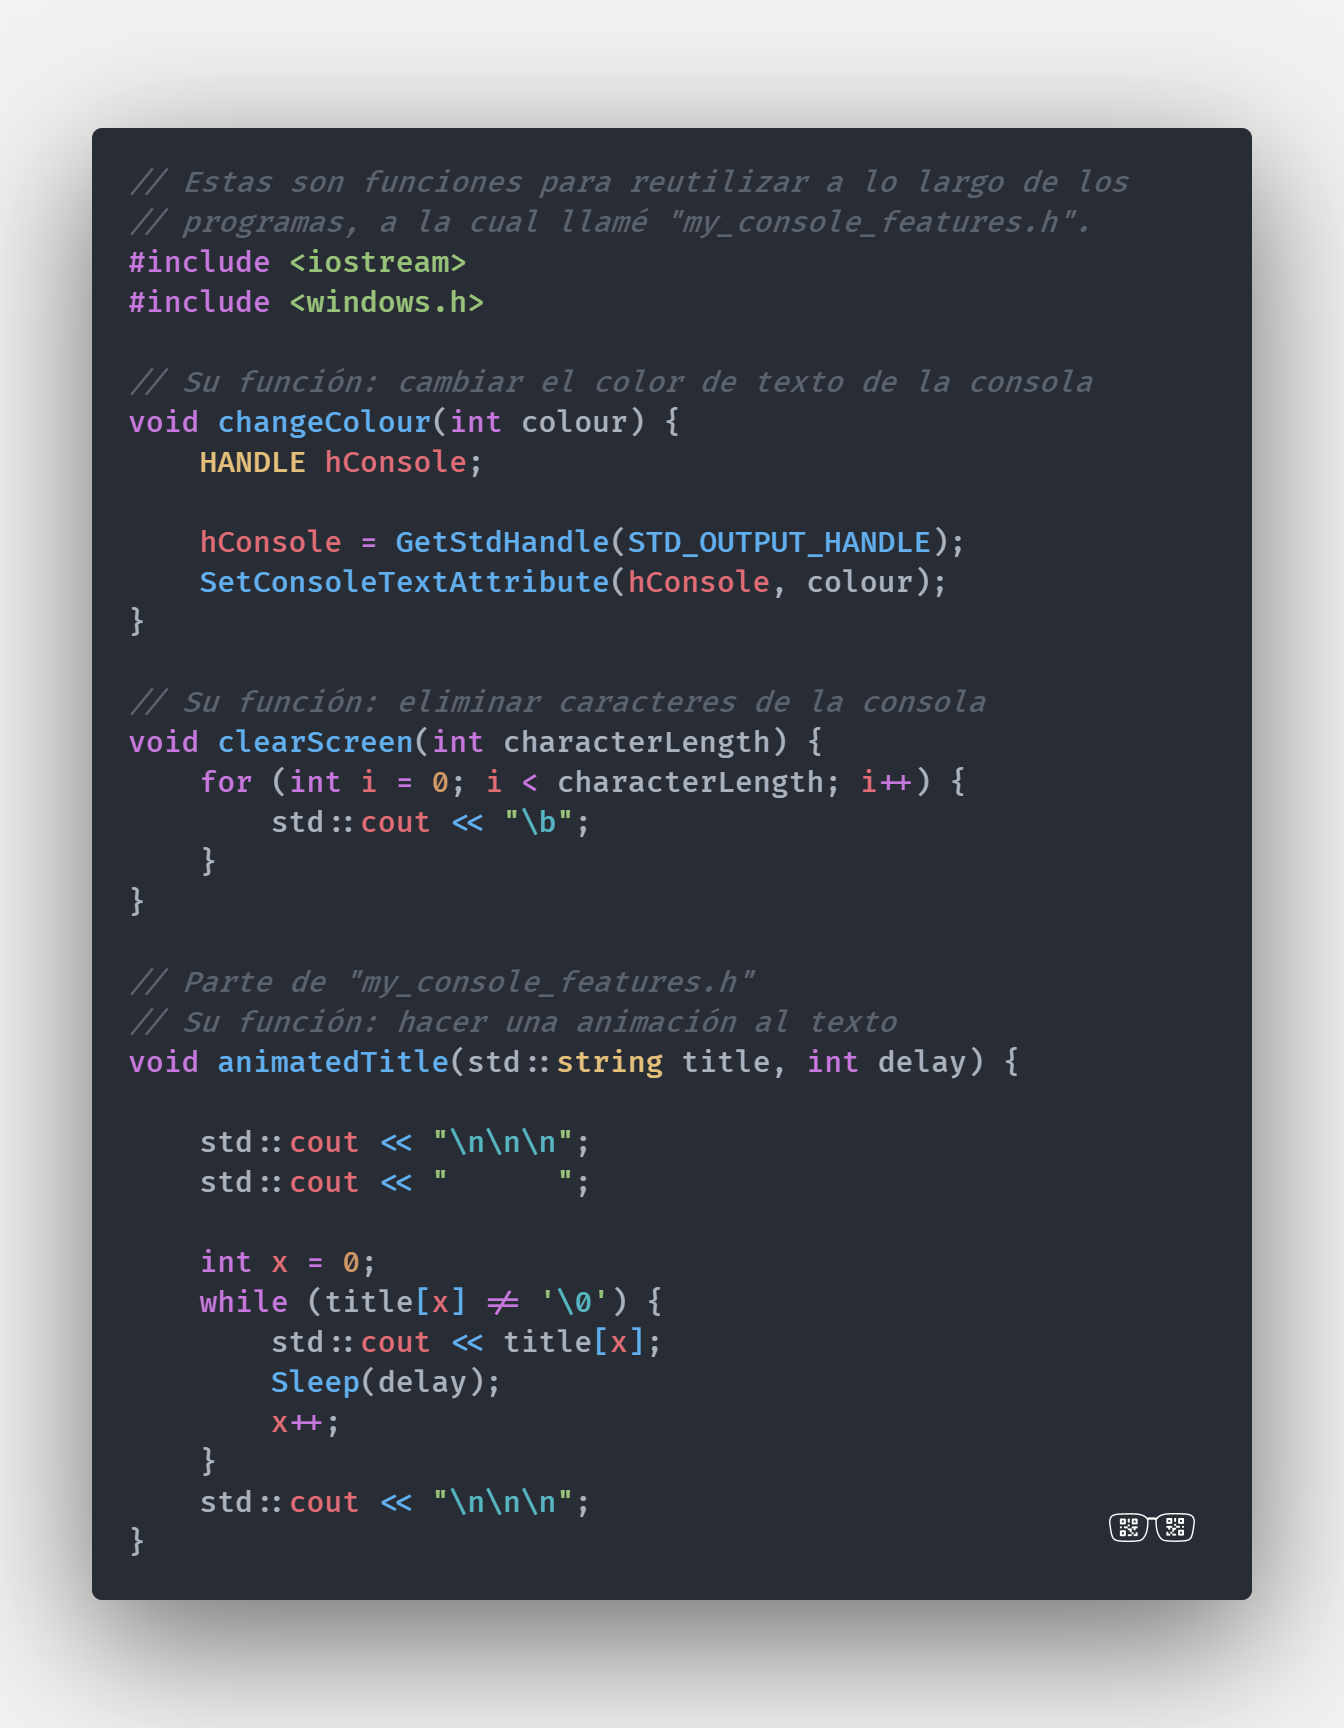 // Estas son funciones para reutilizar a lo largo de los
// programas, a la cual llamé "my_console_features.h".
#include <iostream>
#include <windows.h>

// Su función: cambiar el color de texto de la consola
void changeColour(int colour) {
    HANDLE hConsole;

    hConsole = GetStdHandle(STD_OUTPUT_HANDLE);
    SetConsoleTextAttribute(hConsole, colour);
}

// Su función: eliminar caracteres de la consola
void clearScreen(int characterLength) {
    for (int i = 0; i < characterLength; i++) {
        std::cout << "\b";
    }
}

// Parte de "my_console_features.h"
// Su función: hacer una animación al texto
void animatedTitle(std::string title, int delay) {

    std::cout << "\n\n\n";
    std::cout << "      ";

    int x = 0;
    while (title[x] != '\0') {
        std::cout << title[x];
        Sleep(delay);
        x++;
    }
    std::cout << "\n\n\n";
}